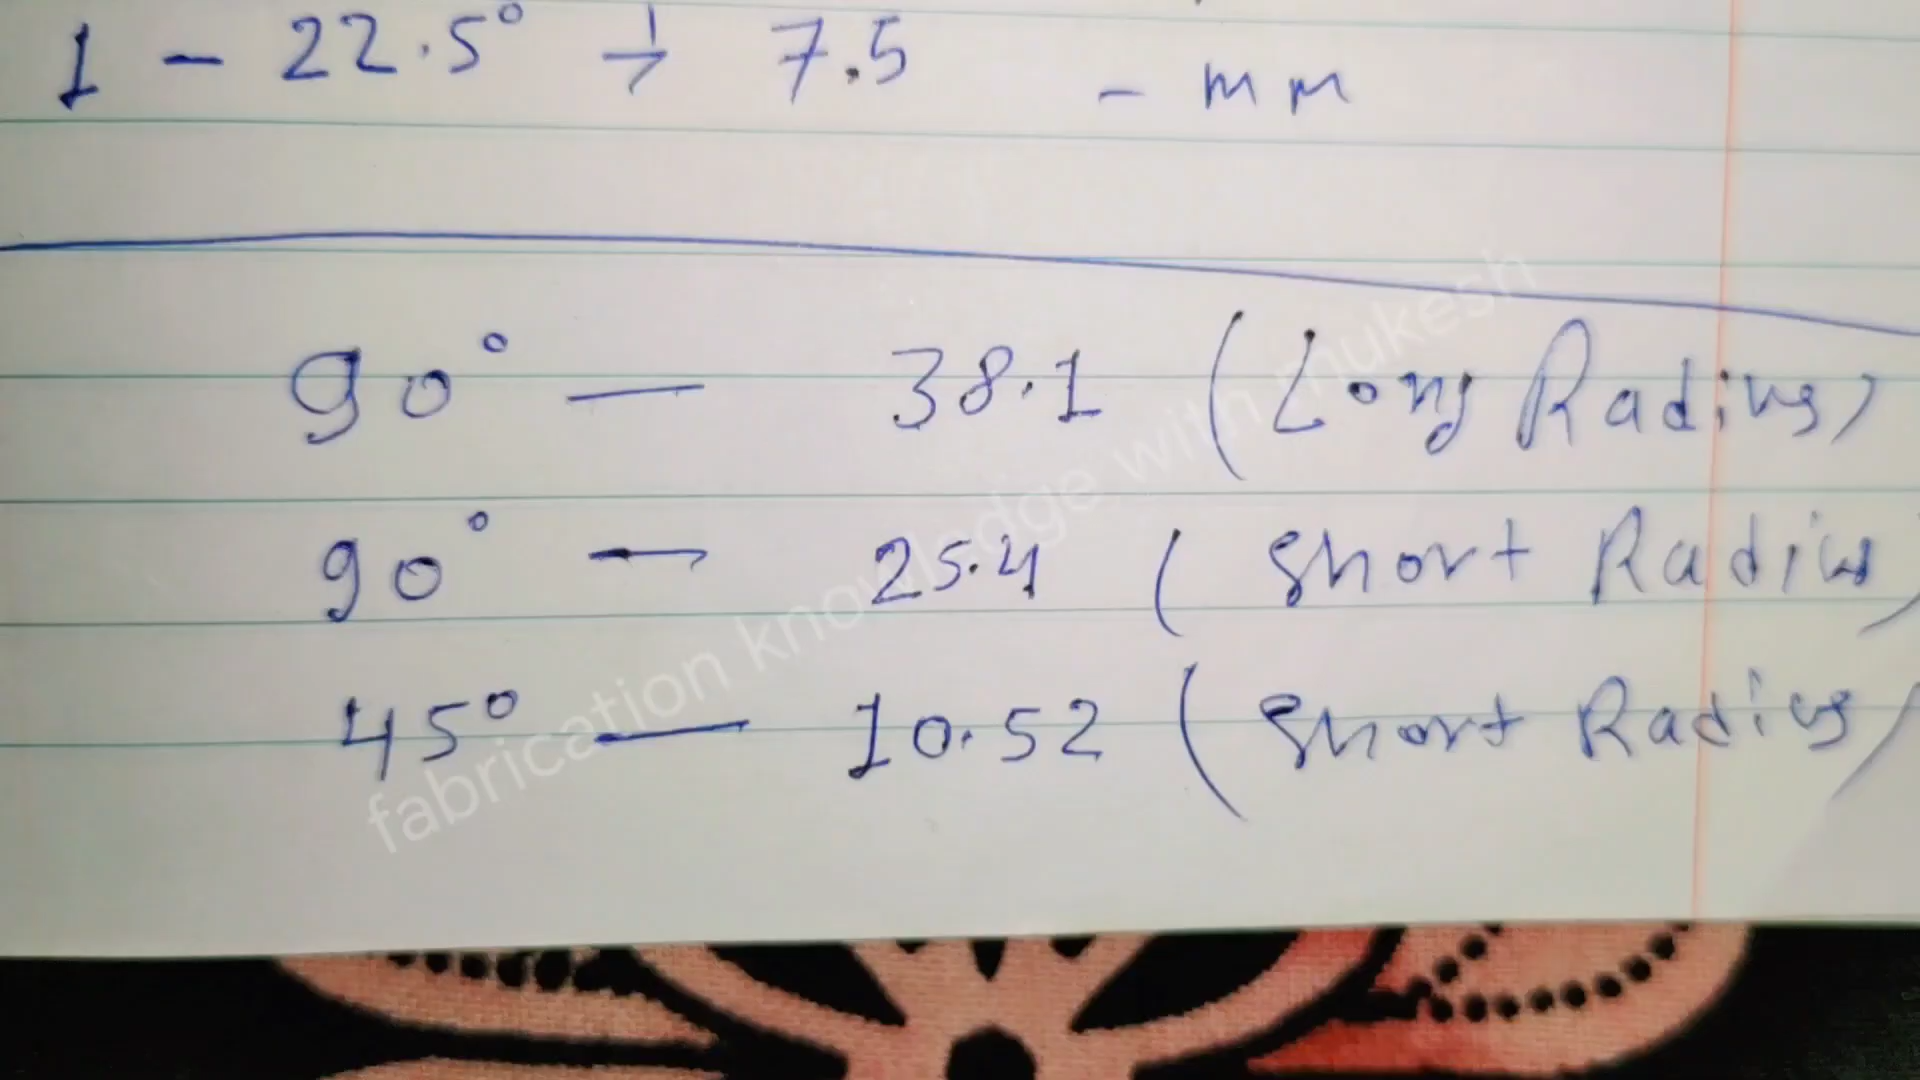 1 - 22.5° → 7.5 - mm
90° — 38.1 (Long Radius)
90° — 25.4 (Short Radius)
45° — 10.52 (Short Radius)
fabrication knowledge with mukesh